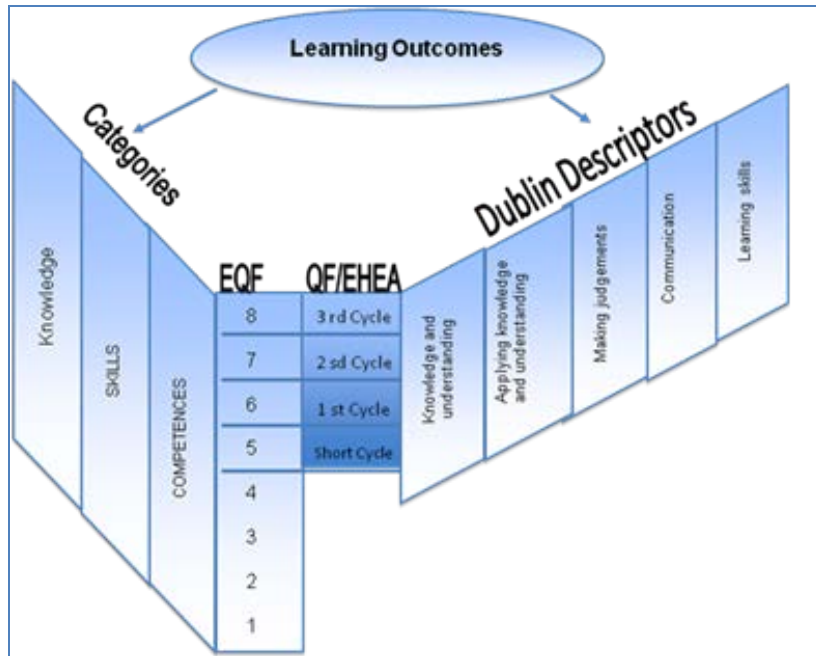 Learning Outcomes
Categories
Dublin Descriptors
Knowledge
SKILLS
COMPETENCES
EQF
QF/EHEA
8
3 rd Cycle
7
2 sd Cycle
6
1 st Cycle
5
Short Cycle
4
3
2
1
Knowledge and
understanding
Applying knowledge
and understanding
Making judgements
Communication
Learning skills